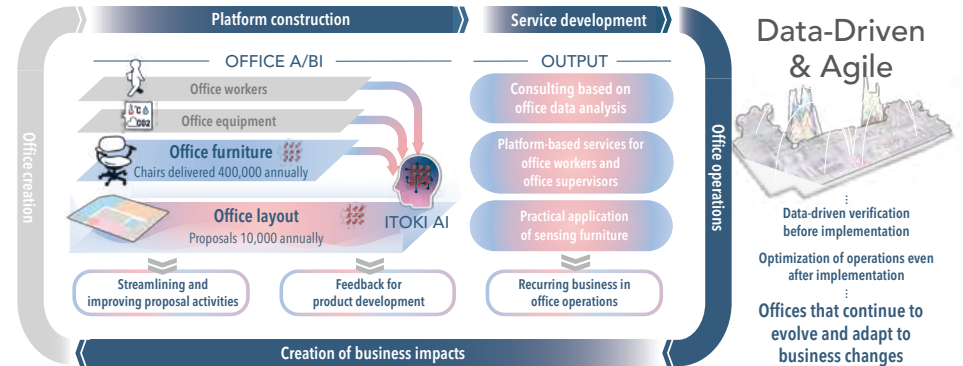 Platform construction
Service development
Data-Driven
& Agile
OFFICE A/BI
OUTPUT
Office workers
Office equipment
°C
CO2
Office furniture
Chairs delivered 400,000 annually
Office layout
Proposals 10,000 annually
ITOKI AI
Consulting based on
office data analysis
Platform-based services for
office workers and
office supervisors
Practical application
of sensing furniture
Streamlining and
improving proposal activities
Feedback for
product development
Recurring business in
office operations
Office creation
Office operations
Creation of business impacts
Data-driven verification
before implementation
Optimization of operations even
after implementation
Offices that continue to
evolve and adapt to
business changes